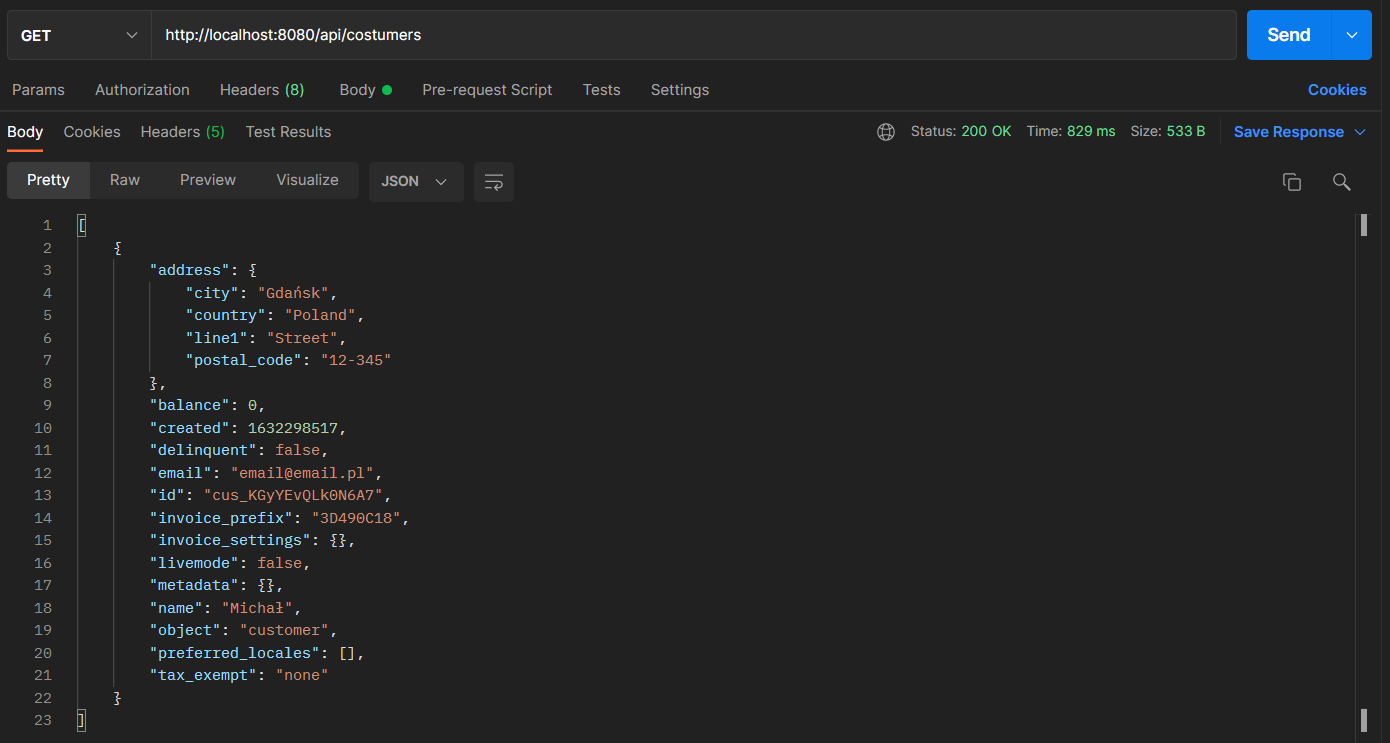 GET http://localhost:8080/api/costumers Send
Params Authorization Headers (8) Body Pre-request Script Tests Settings Cookies
Body Cookies Headers (5) Test Results Status: 200 OK Time: 829 ms Size: 533 B Save Response
Pretty Raw Preview Visualize JSON
1 [
2 {
3 "address": {
4 "city": "Gdańsk",
5 "country": "Poland",
6 "line1": "Street",
7 "postal_code": "12-345"
8 },
9 "balance": 0,
10 "created": 1632298517,
11 "delinquent": false,
12 "email": "email@email.pl",
13 "id": "cus_KGyYEvQLk0N6A7",
14 "invoice_prefix": "3D490C18",
15 "invoice_settings": {},
16 "livemode": false,
17 "metadata": {},
18 "name": "Michał",
19 "object": "customer",
20 "preferred_locales": [],
21 "tax_exempt": "none"
22 }
23 ]